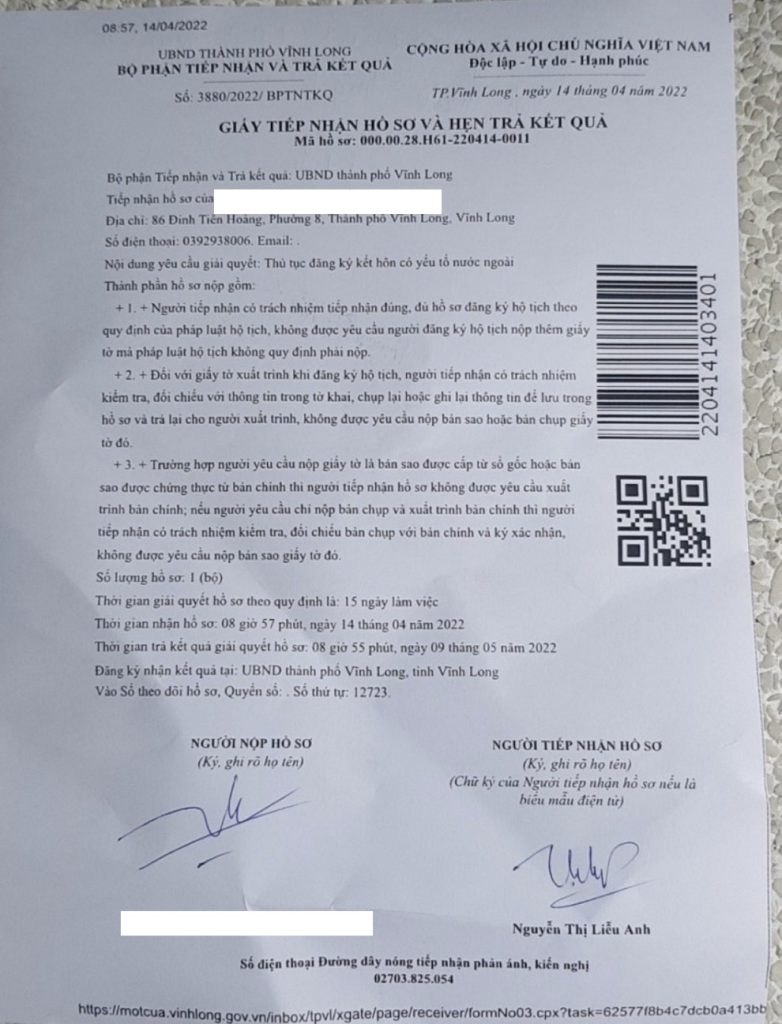 08:57, 14/04/2022
UBND THÀNH PHỐ VĨNH LONG
BỘ PHẬN TIẾP NHẬN VÀ TRẢ KẾT QUẢ
Số: 3880/2022/ BPTNTKQ
CỘNG HÒA XÃ HỘI CHỦ NGHĨA VIỆT NAM
Độc lập - Tự do - Hạnh phúc
TP.Vĩnh Long , ngày 14 tháng 04 năm 2022
GIẤY TIẾP NHẬN HỒ SƠ VÀ HẸN TRẢ KẾT QUẢ
Mã hồ sơ: 000.00.28.H61-220414-0011
Bộ phận Tiếp nhận và Trả kết quả: UBND thành phố Vĩnh Long
Tiếp nhận hồ sơ của
Địa chỉ: 86 Đinh Tiên Hoàng, Phường 8, Thành phố Vĩnh Long, Vĩnh Long
Số điện thoại: 0392938006. Email: .
Nội dung yêu cầu giải quyết: Thủ tục đăng ký kết hôn có yếu tố nước ngoài
Thành phần hồ sơ nộp gồm:
+ 1. + Người tiếp nhận có trách nhiệm tiếp nhận đúng, đủ hồ sơ đăng ký hộ tịch theo
quy định của pháp luật hộ tịch, không được yêu cầu người đăng ký hộ tịch nộp thêm giấy
tờ mà pháp luật hộ tịch không quy định phải nộp.
+ 2. + Đối với giấy tờ xuất trình khi đăng ký hộ tịch, người tiếp nhận có trách nhiệm
kiểm tra, đối chiếu với thông tin trong tờ khai, chụp lại hoặc ghi lại thông tin để lưu trong
hồ sơ và trả lại cho người xuất trình, không được yêu cầu nộp bản sao hoặc bản chụp giấy
tờ đó.
+ 3. + Trường hợp người yêu cầu nộp giấy tờ là bản sao được cấp từ sổ gốc hoặc bản
sao được chứng thực từ bản chính thì người tiếp nhận hồ sơ không được yêu cầu xuất
trình bản chính; nếu người yêu cầu chỉ nộp bản chụp và xuất trình bản chính thì người
tiếp nhận có trách nhiệm kiểm tra, đối chiếu bản chụp với bản chính và ký xác nhận,
không được yêu cầu nộp bản sao giấy tờ đó.
Số lượng hồ sơ: 1 (bộ)
Thời gian giải quyết hồ sơ theo quy định là: 15 ngày làm việc
Thời gian nhận hồ sơ: 08 giờ 57 phút, ngày 14 tháng 04 năm 2022
Thời gian trả kết quả giải quyết hồ sơ: 08 giờ 55 phút, ngày 09 tháng 05 năm 2022
Đăng ký nhận kết quả tại: UBND thành phố Vĩnh Long, tỉnh Vĩnh Long
Vào Sổ theo dõi hồ sơ, Quyển số: . Số thứ tự: 12723.
2204141403401
NGƯỜI NỘP HỒ SƠ
(Ký, ghi rõ họ tên)
NGƯỜI TIẾP NHẬN HỒ SƠ
(Ký, ghi rõ họ tên)
(Chữ ký của Người tiếp nhận hồ sơ nếu là
biểu mẫu điện tử)
Nguyễn Thị Liễu Anh
Số điện thoại Đường dây nóng tiếp nhận phản ánh, kiến nghị
02703.825.054
https://motcua.vinhlong.gov.vn/inbox/tpvl/xgate/page/receiver/formNo03.cpx?task=62577f8b4c7dcb0a413bb